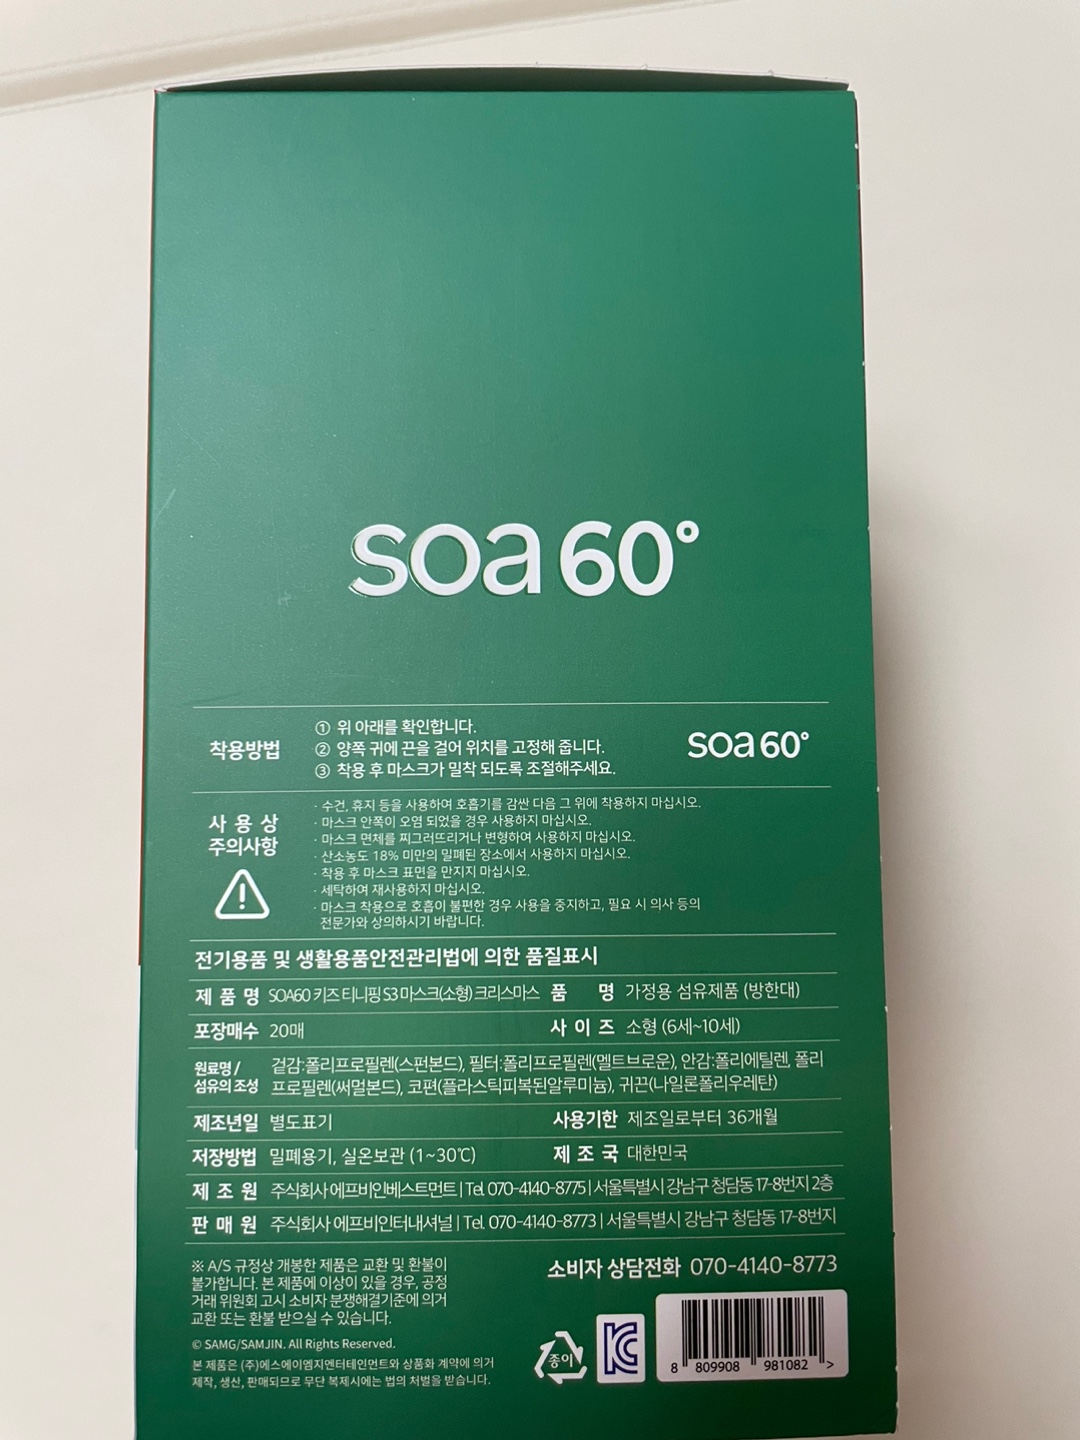 soa 60°
착용방법
① 위 아래를 확인합니다.
② 양쪽 귀에 끈을 걸어 위치를 고정해 줍니다.
③ 착용 후 마스크가 밀착 되도록 조절해주세요.
soa 60°
사 용 상
주의사항
· 수건, 휴지 등을 사용하여 호흡기를 감싼 다음 그 위에 착용하지 마십시오.
· 마스크 안쪽이 오염 되었을 경우 사용하지 마십시오.
· 마스크 면체를 찌그러뜨리거나 변형하여 사용하지 마십시오.
· 산소농도 18% 미만의 밀폐된 장소에서 사용하지 마십시오.
· 착용 후 마스크 표면을 만지지 마십시오.
· 세탁하여 재사용하지 마십시오.
· 마스크 착용으로 호흡이 불편한 경우 사용을 중지하고, 필요 시 의사 등의
전문가와 상의하시기 바랍니다.
전기용품 및 생활용품안전관리법에 의한 품질표시
제 품 명 SOA60 키즈 티니핑 S3 마스크(소형) 크리스마스 품 명 가정용 섬유제품 (방한대)
포장매수 20매 사 이 즈 소형 (6세~10세)
원료명 / 겉감:폴리프로필렌(스펀본드), 필터:폴리프로필렌(멜트브로운), 안감:폴리에틸렌, 폴리
섬유의 조성 프로필렌(써멀본드), 코편(플라스틱피복된알루미늄), 귀끈(나일론폴리우레탄)
제조년일 별도표기 사용기한 제조일로부터 36개월
저장방법 밀폐용기, 실온보관 (1~30℃) 제 조 국 대한민국
제 조 원 주식회사 에프비인베스트먼트 | Tel. 070-4140-8775 | 서울특별시 강남구 청담동 17-8번지 2층
판 매 원 주식회사 에프비인터내셔널 | Tel. 070-4140-8773 | 서울특별시 강남구 청담동 17-8번지
※ A/S 규정상 개봉한 제품은 교환 및 환불이
불가합니다. 본 제품에 이상이 있을 경우, 공정
거래 위원회 고시 소비자 분쟁해결기준에 의거
교환 또는 환불 받으실 수 있습니다.
소비자 상담전화 070-4140-8773
© SAMG/SAMJIN. All Rights Reserved.
본 제품은 (주)에스에이엠지엔터테인먼트와 상품화 계약에 의거
제작, 생산, 판매되므로 무단 복제시에는 법의 처벌을 받습니다.
종이
KC
8 809908 981082 >